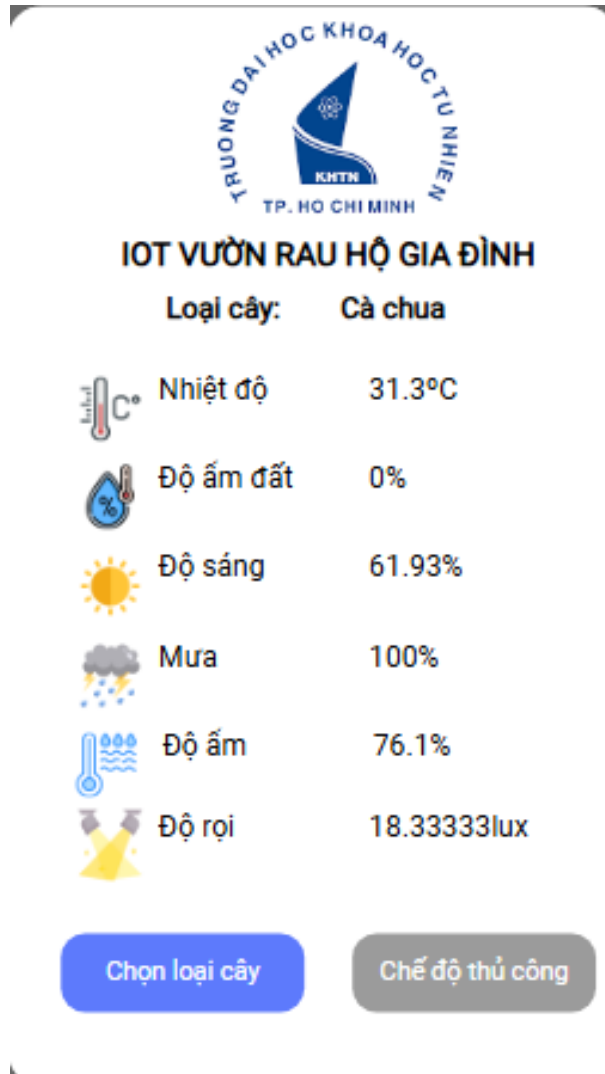 TRUONG DAI HOC KHOA HOC TU NHIEN
KHTN
TP. HO CHI MINH
IOT VƯỜN RAU HỘ GIA ĐÌNH
Loại cây: Cà chua
C°
Nhiệt độ 31.3ºC
%
Độ ấm đất 0%
Độ sáng 61.93%
Mưa 100%
Độ ấm 76.1%
Độ rọi 18.33333lux
Chọn loại cây Chế độ thủ công